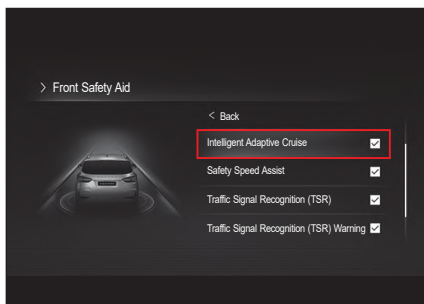 > Front Safety Aid
< Back
Intelligent Adaptive Cruise
Safety Speed Assist
Traffic Signal Recognition (TSR)
Traffic Signal Recognition (TSR) Warning